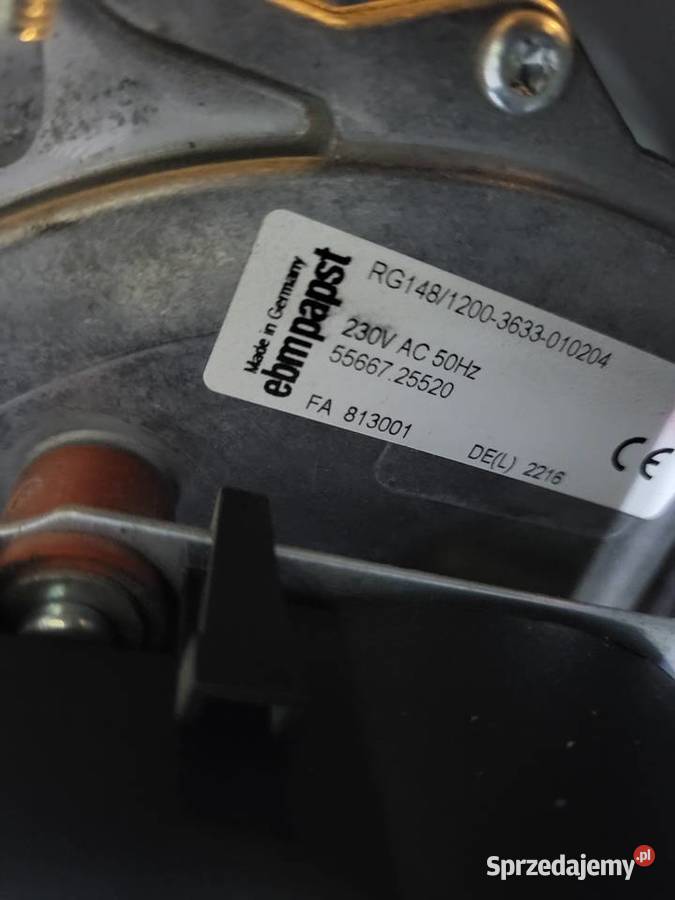 Made in Germany
ebmpapst
RG148/1200-3633-010204
230V AC 50Hz
55667.25520
FA 813001
DE(L) 2216
CE
Sprzedajemy.pl